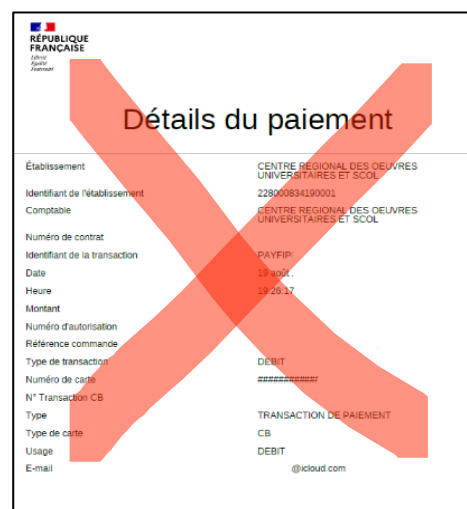 RÉPUBLIQUE
FRANÇAISE
Liberté
Égalité
Fraternité
Détails du paiement
Établissement CENTRE REGIONAL DES OEUVRES
UNIVERSITAIRES ET SCOL
Identifiant de l'établissement 228000834190001
Comptable CENTRE REGIONAL DES OEUVRES
UNIVERSITAIRES ET SCOL
Numéro de contrat
Identifiant de la transaction PAYFIP
Date 19 août .
Heure 19:26:17
Montant
Numéro d'autorisation
Référence commande
Type de transaction DEBIT
Numéro de carte ############
N° Transaction CB
Type TRANSACTION DE PAIEMENT
Type de carte CB
Usage DEBIT
E-mail @icloud.com